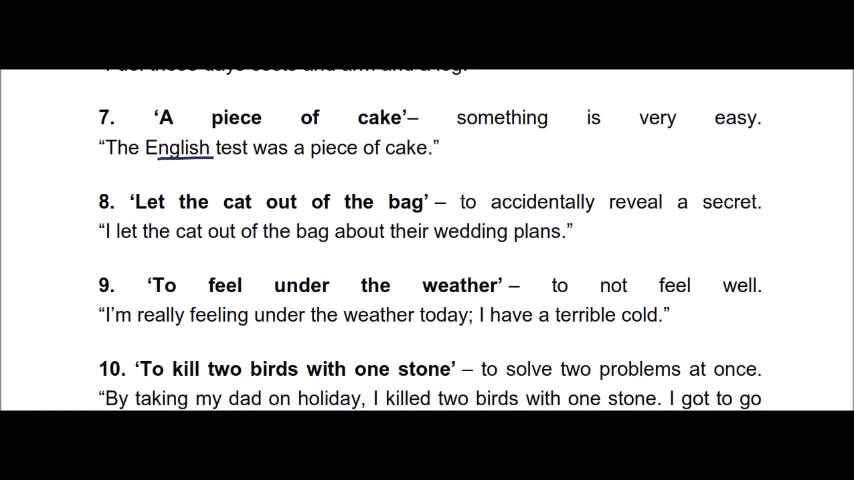 7. ‘A piece of cake’– something is very easy.
“The English test was a piece of cake.”
8. ‘Let the cat out of the bag’ – to accidentally reveal a secret.
“I let the cat out of the bag about their wedding plans.”
9. ‘To feel under the weather’ – to not feel well.
“I’m really feeling under the weather today; I have a terrible cold.”
10. ‘To kill two birds with one stone’ – to solve two problems at once.
“By taking my dad on holiday, I killed two birds with one stone. I got to go